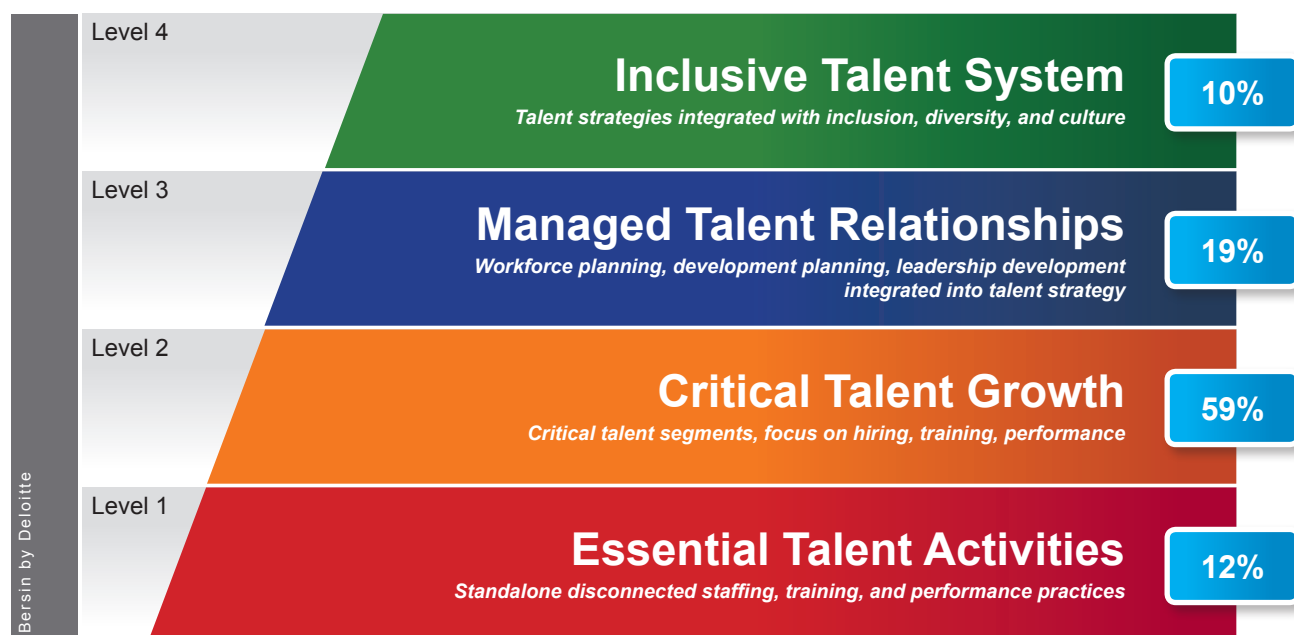 Level 4
Inclusive Talent System
Talent strategies integrated with inclusion, diversity, and culture
10%
Level 3
Managed Talent Relationships
Workforce planning, development planning, leadership development
integrated into talent strategy
19%
Level 2
Critical Talent Growth
Critical talent segments, focus on hiring, training, performance
59%
Level 1
Essential Talent Activities
Standalone disconnected staffing, training, and performance practices
12%
Bersin by Deloitte